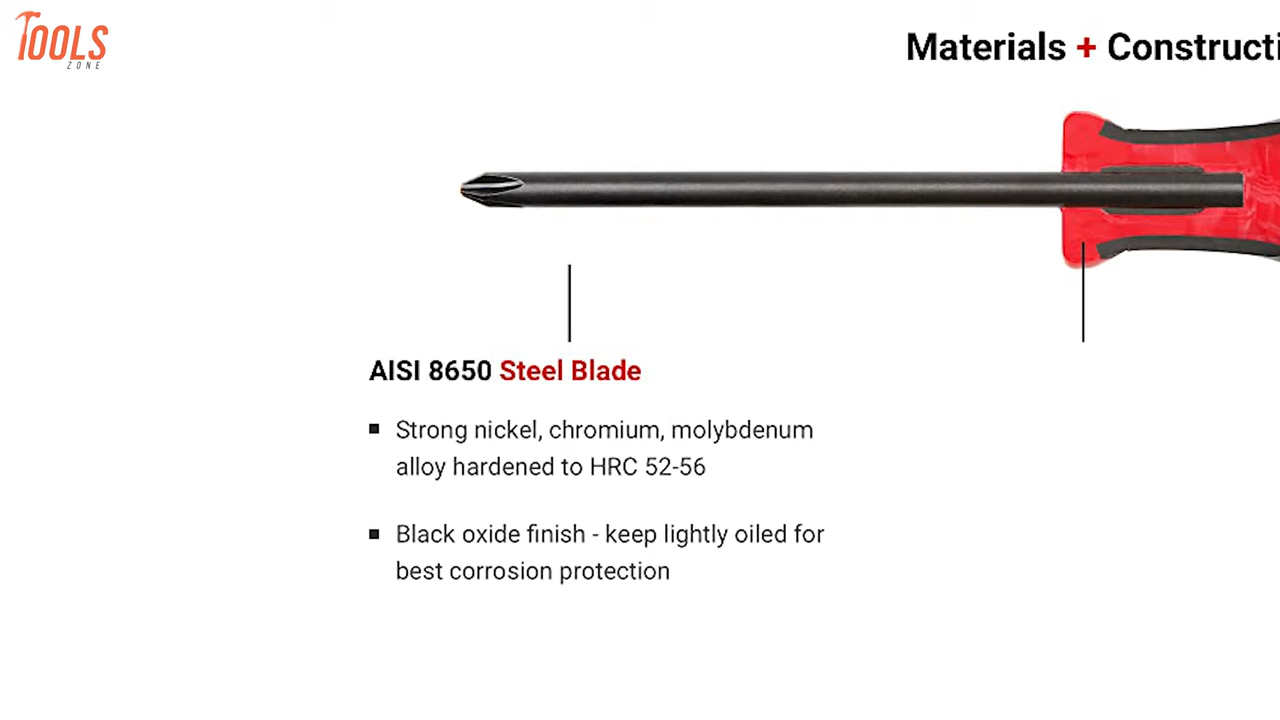 TOOLS
ZONE
Materials + Constructi
AISI 8650 Steel Blade
▪ Strong nickel, chromium, molybdenum
alloy hardened to HRC 52-56
▪ Black oxide finish - keep lightly oiled for
best corrosion protection